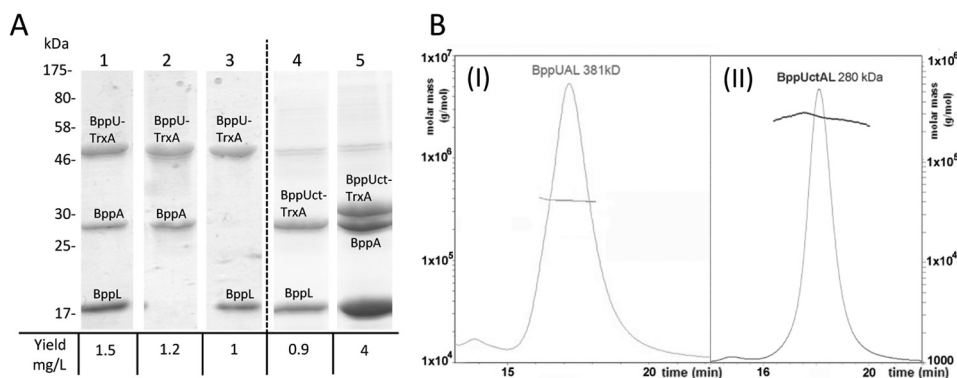 A
B
kDa
1
2
3
4
5
175-
80-
58-
46-
30-
25-
17-
BppU-
TrxA
BppU-
TrxA
BppU-
TrxA
BppA
BppA
BppL
BppL
BppUct-
TrxA
BppL
BppUct-
TrxA
BppA
Yield
mg/L
1.5
1.2
1
0.9
4
(I)
BppUAL 381kD
molar mass
(g/mol)
1x10⁷
1x10⁶
1x10⁵
1x10⁴
15
20
time (min)
(II)
BppUctAL 280 kDa
molar mass
(g/mol)
1x10⁶
1x10⁵
1x10⁴
1000
15
20
time (min)